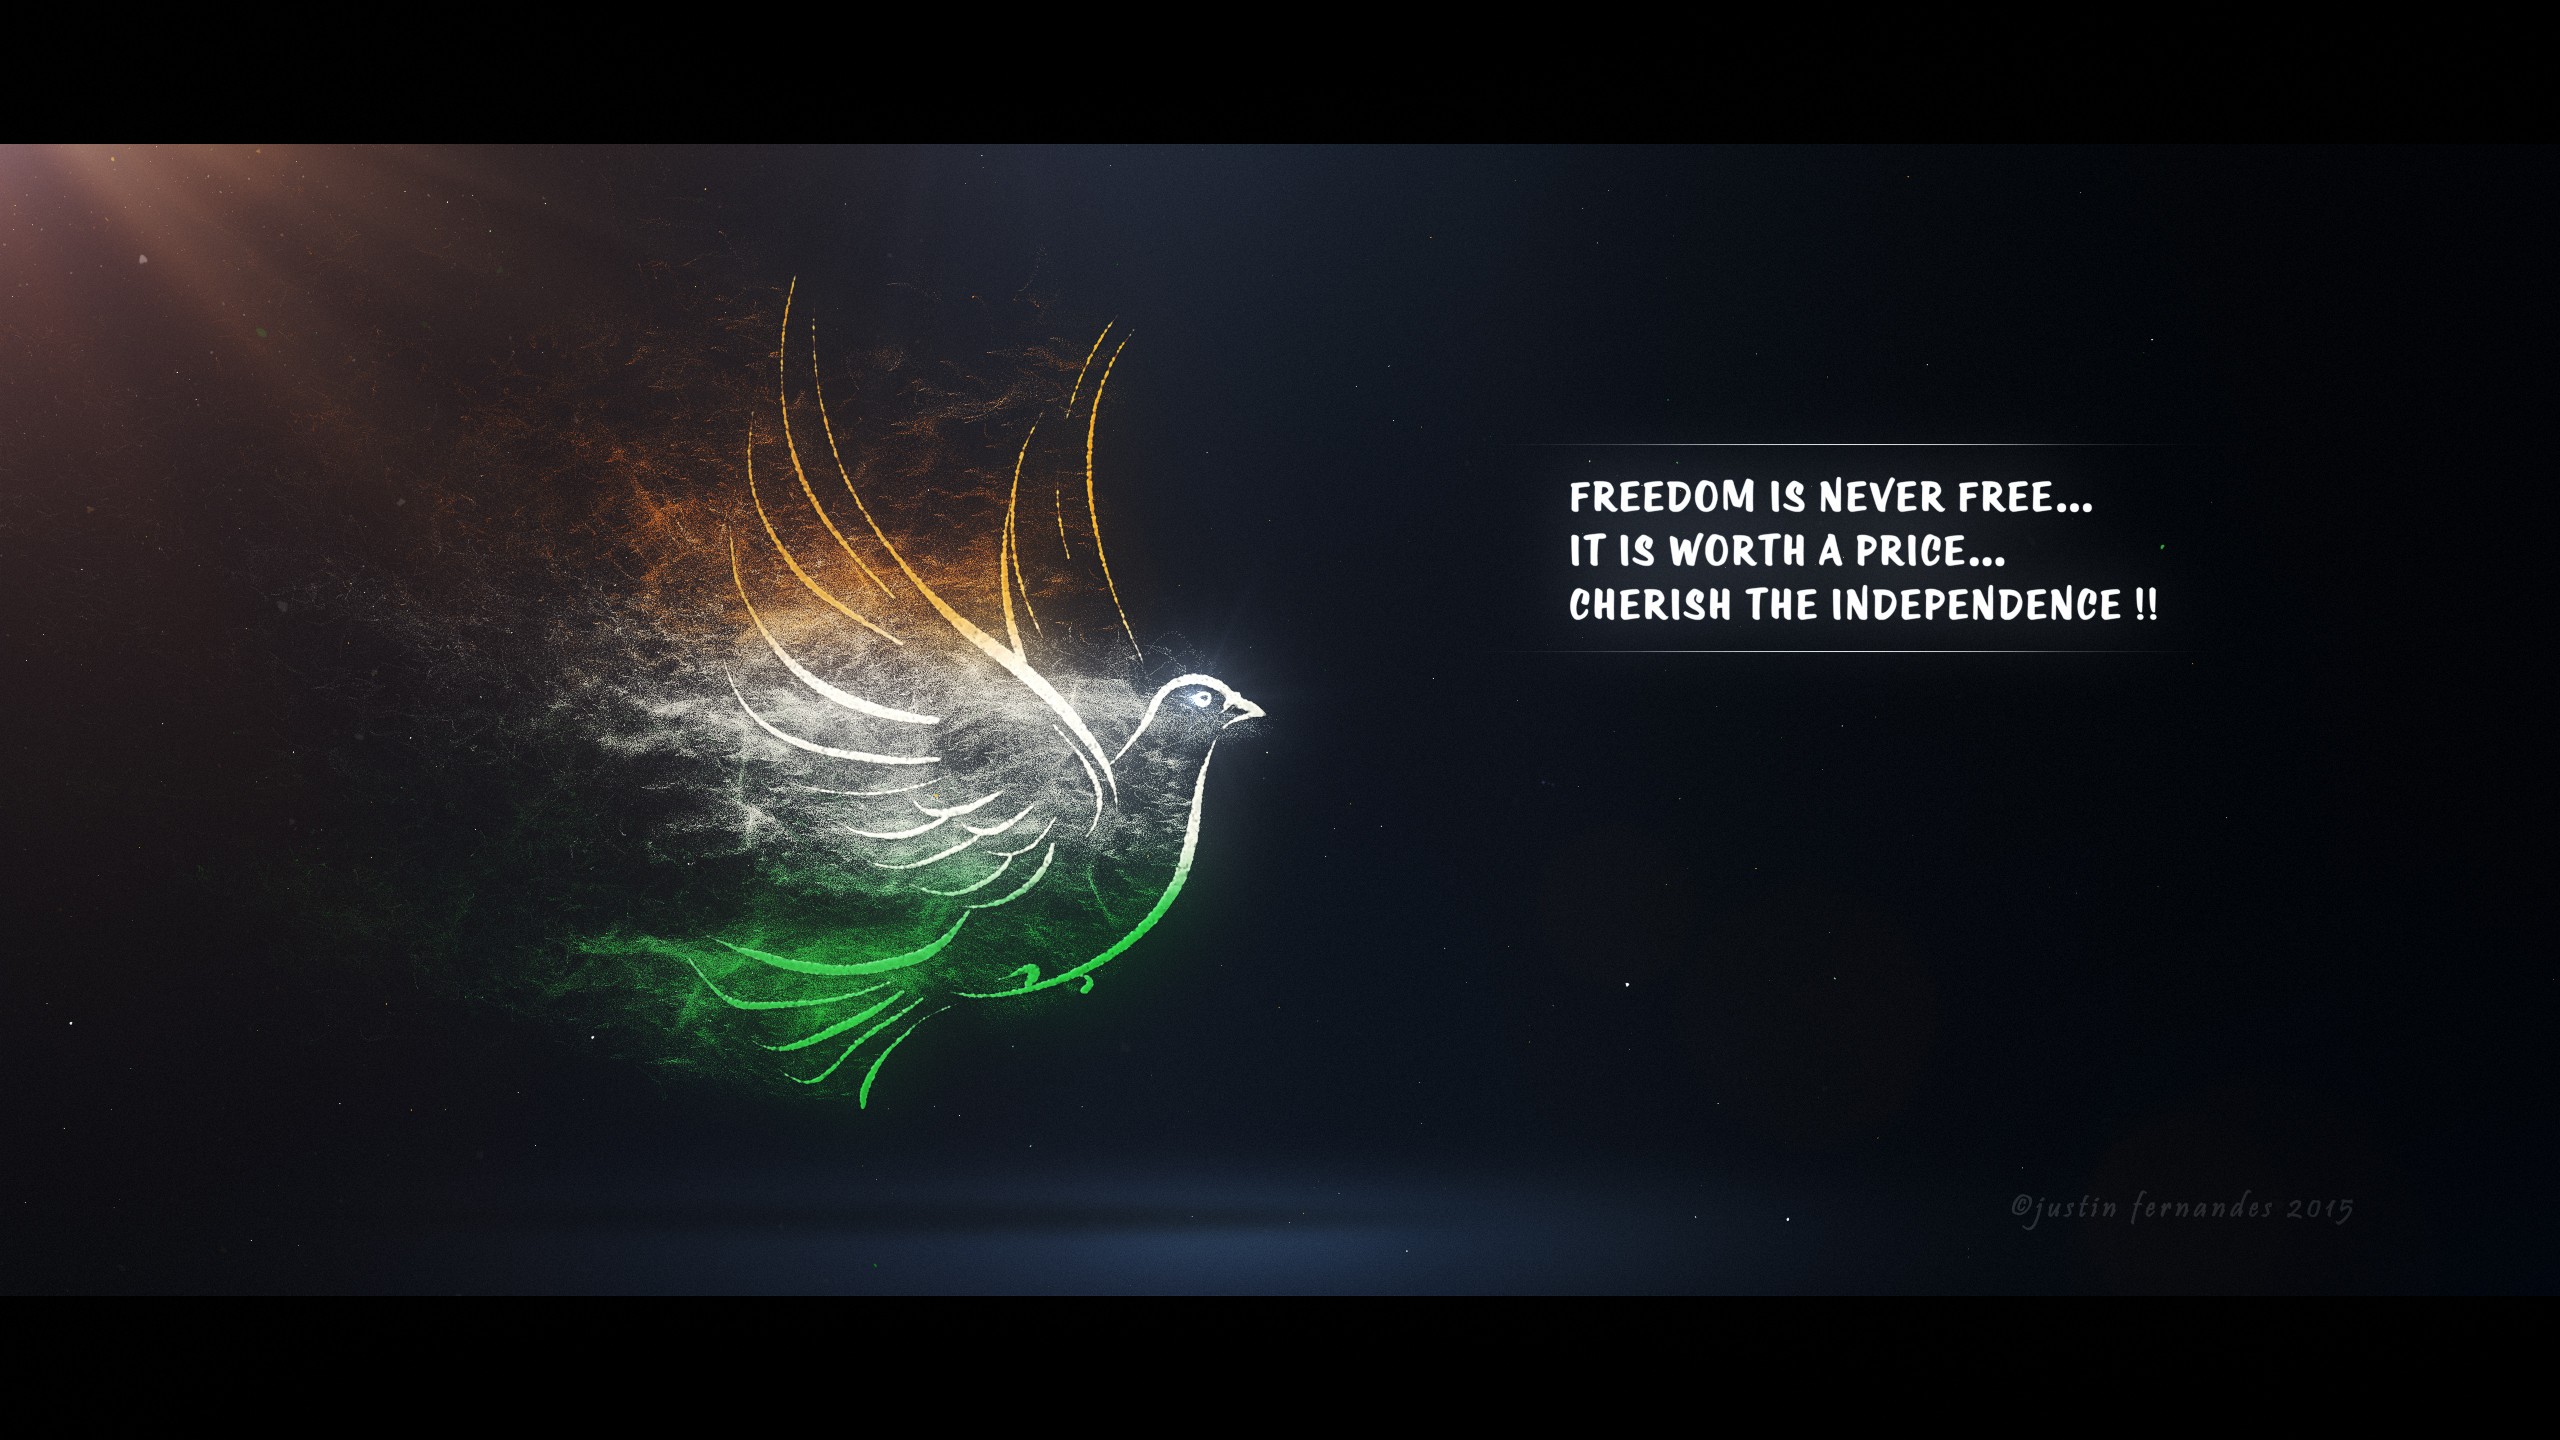 FREEDOM IS NEVER FREE...
IT IS WORTH A PRICE...
CHERISH THE INDEPENDENCE !!
©justin fernandes 2015